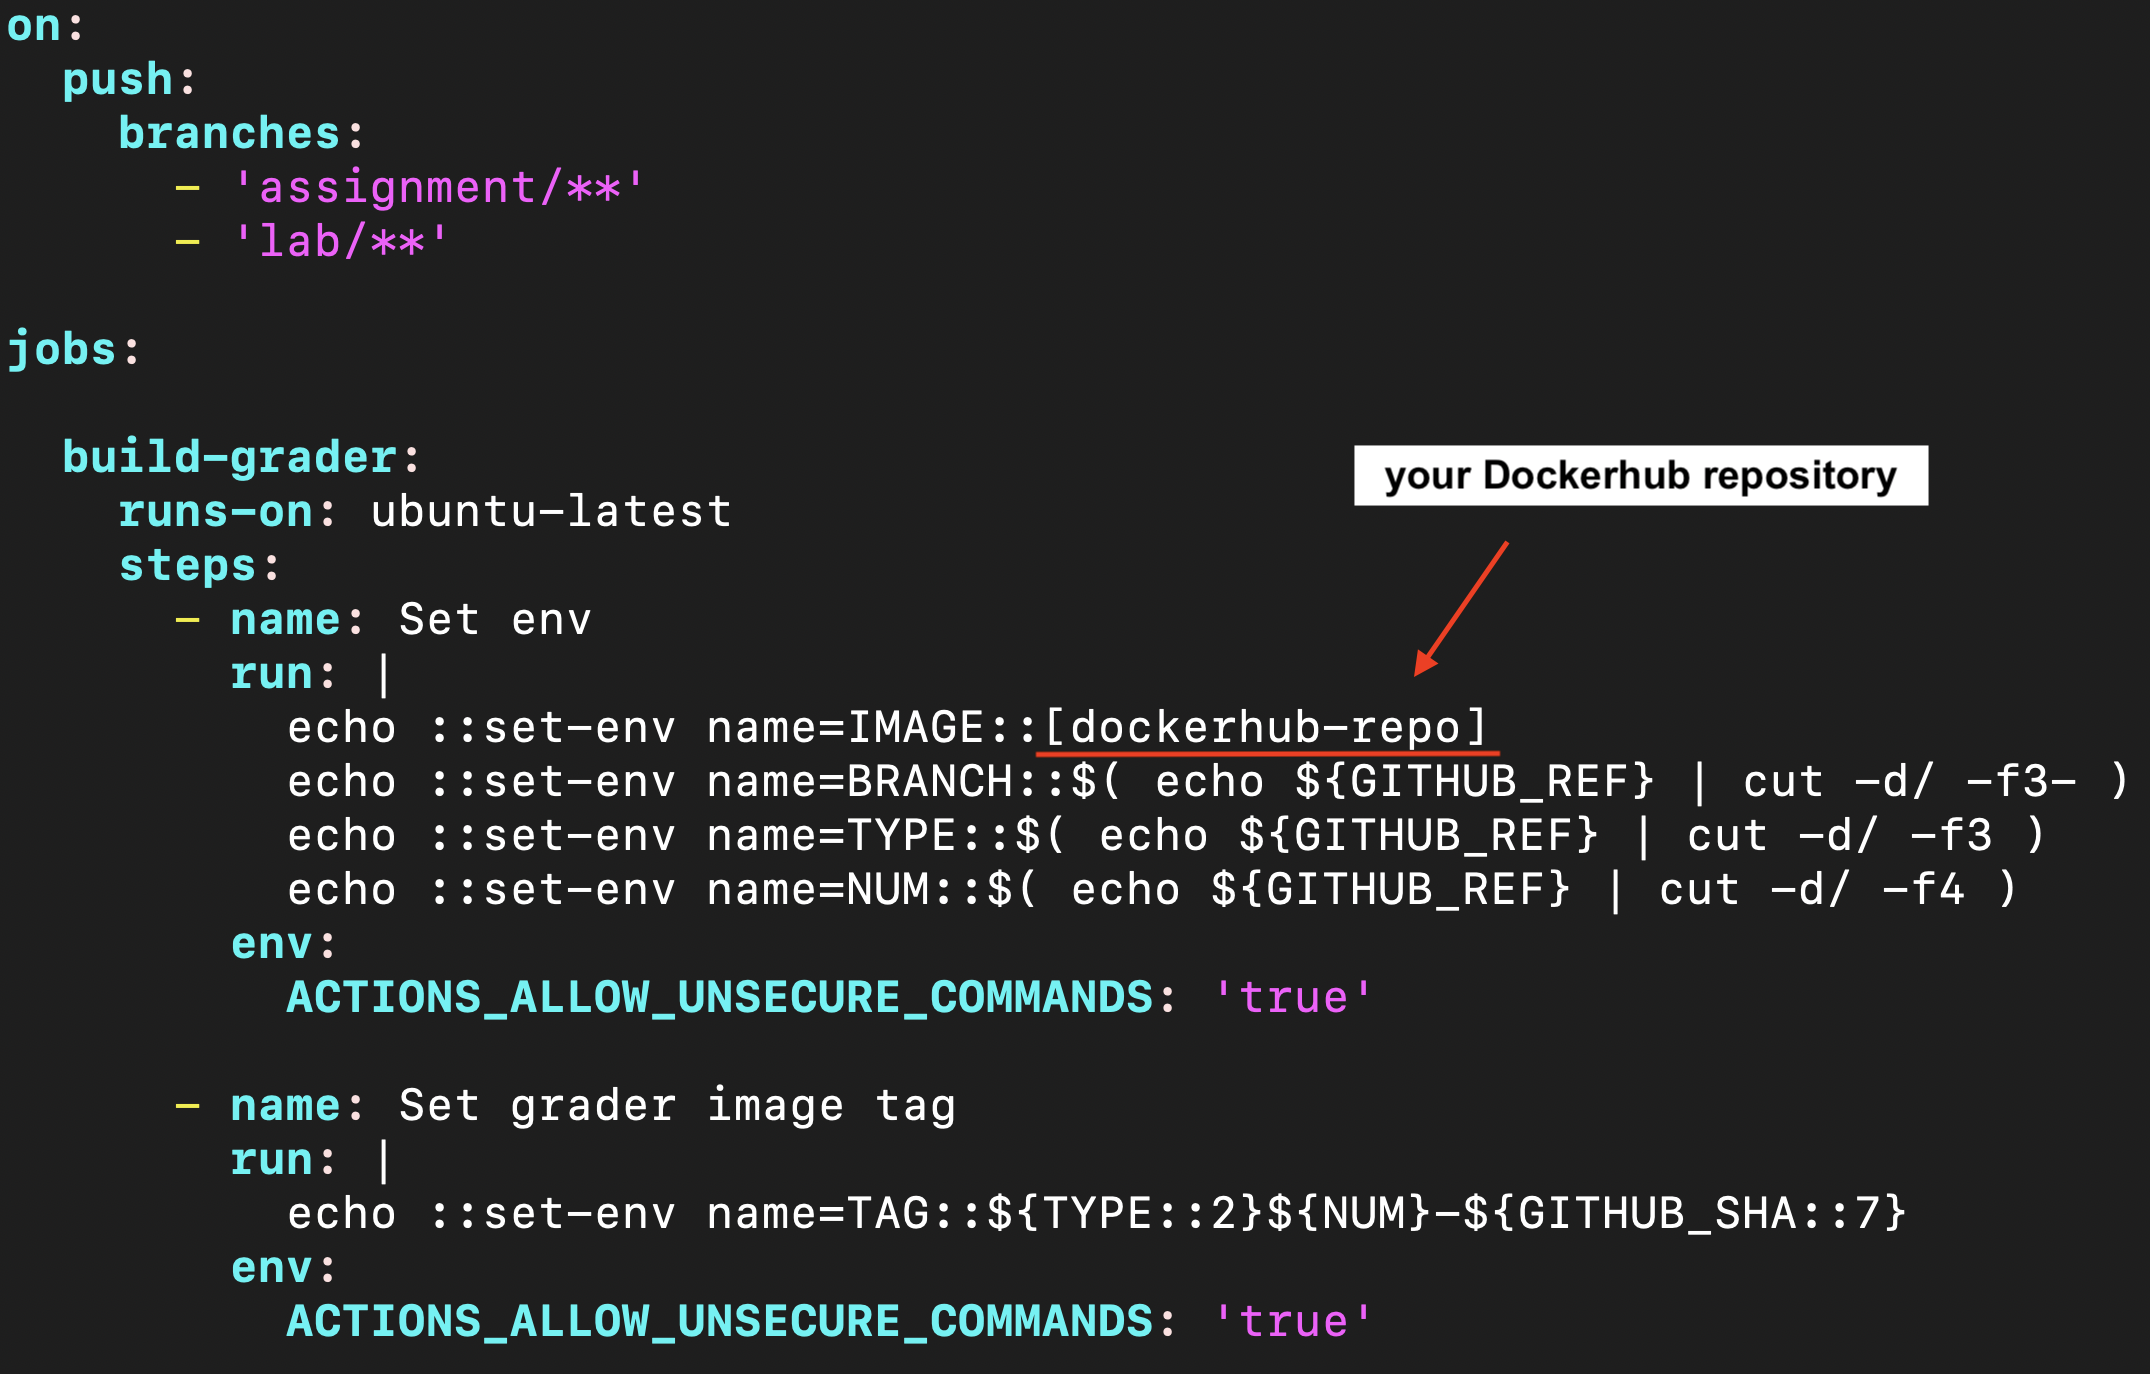 on:
  push:
    branches:
      - 'assignment/**'
      - 'lab/**'

jobs:

  build-grader:
your Dockerhub repository
    runs-on: ubuntu-latest
    steps:
      - name: Set env
        run: |
          echo ::set-env name=IMAGE::[dockerhub-repo]
          echo ::set-env name=BRANCH::$( echo ${GITHUB_REF} | cut -d/ -f3- )
          echo ::set-env name=TYPE::$( echo ${GITHUB_REF} | cut -d/ -f3 )
          echo ::set-env name=NUM::$( echo ${GITHUB_REF} | cut -d/ -f4 )
        env:
          ACTIONS_ALLOW_UNSECURE_COMMANDS: 'true'

      - name: Set grader image tag
        run: |
          echo ::set-env name=TAG::${TYPE::2}${NUM}-${GITHUB_SHA::7}
        env:
          ACTIONS_ALLOW_UNSECURE_COMMANDS: 'true'